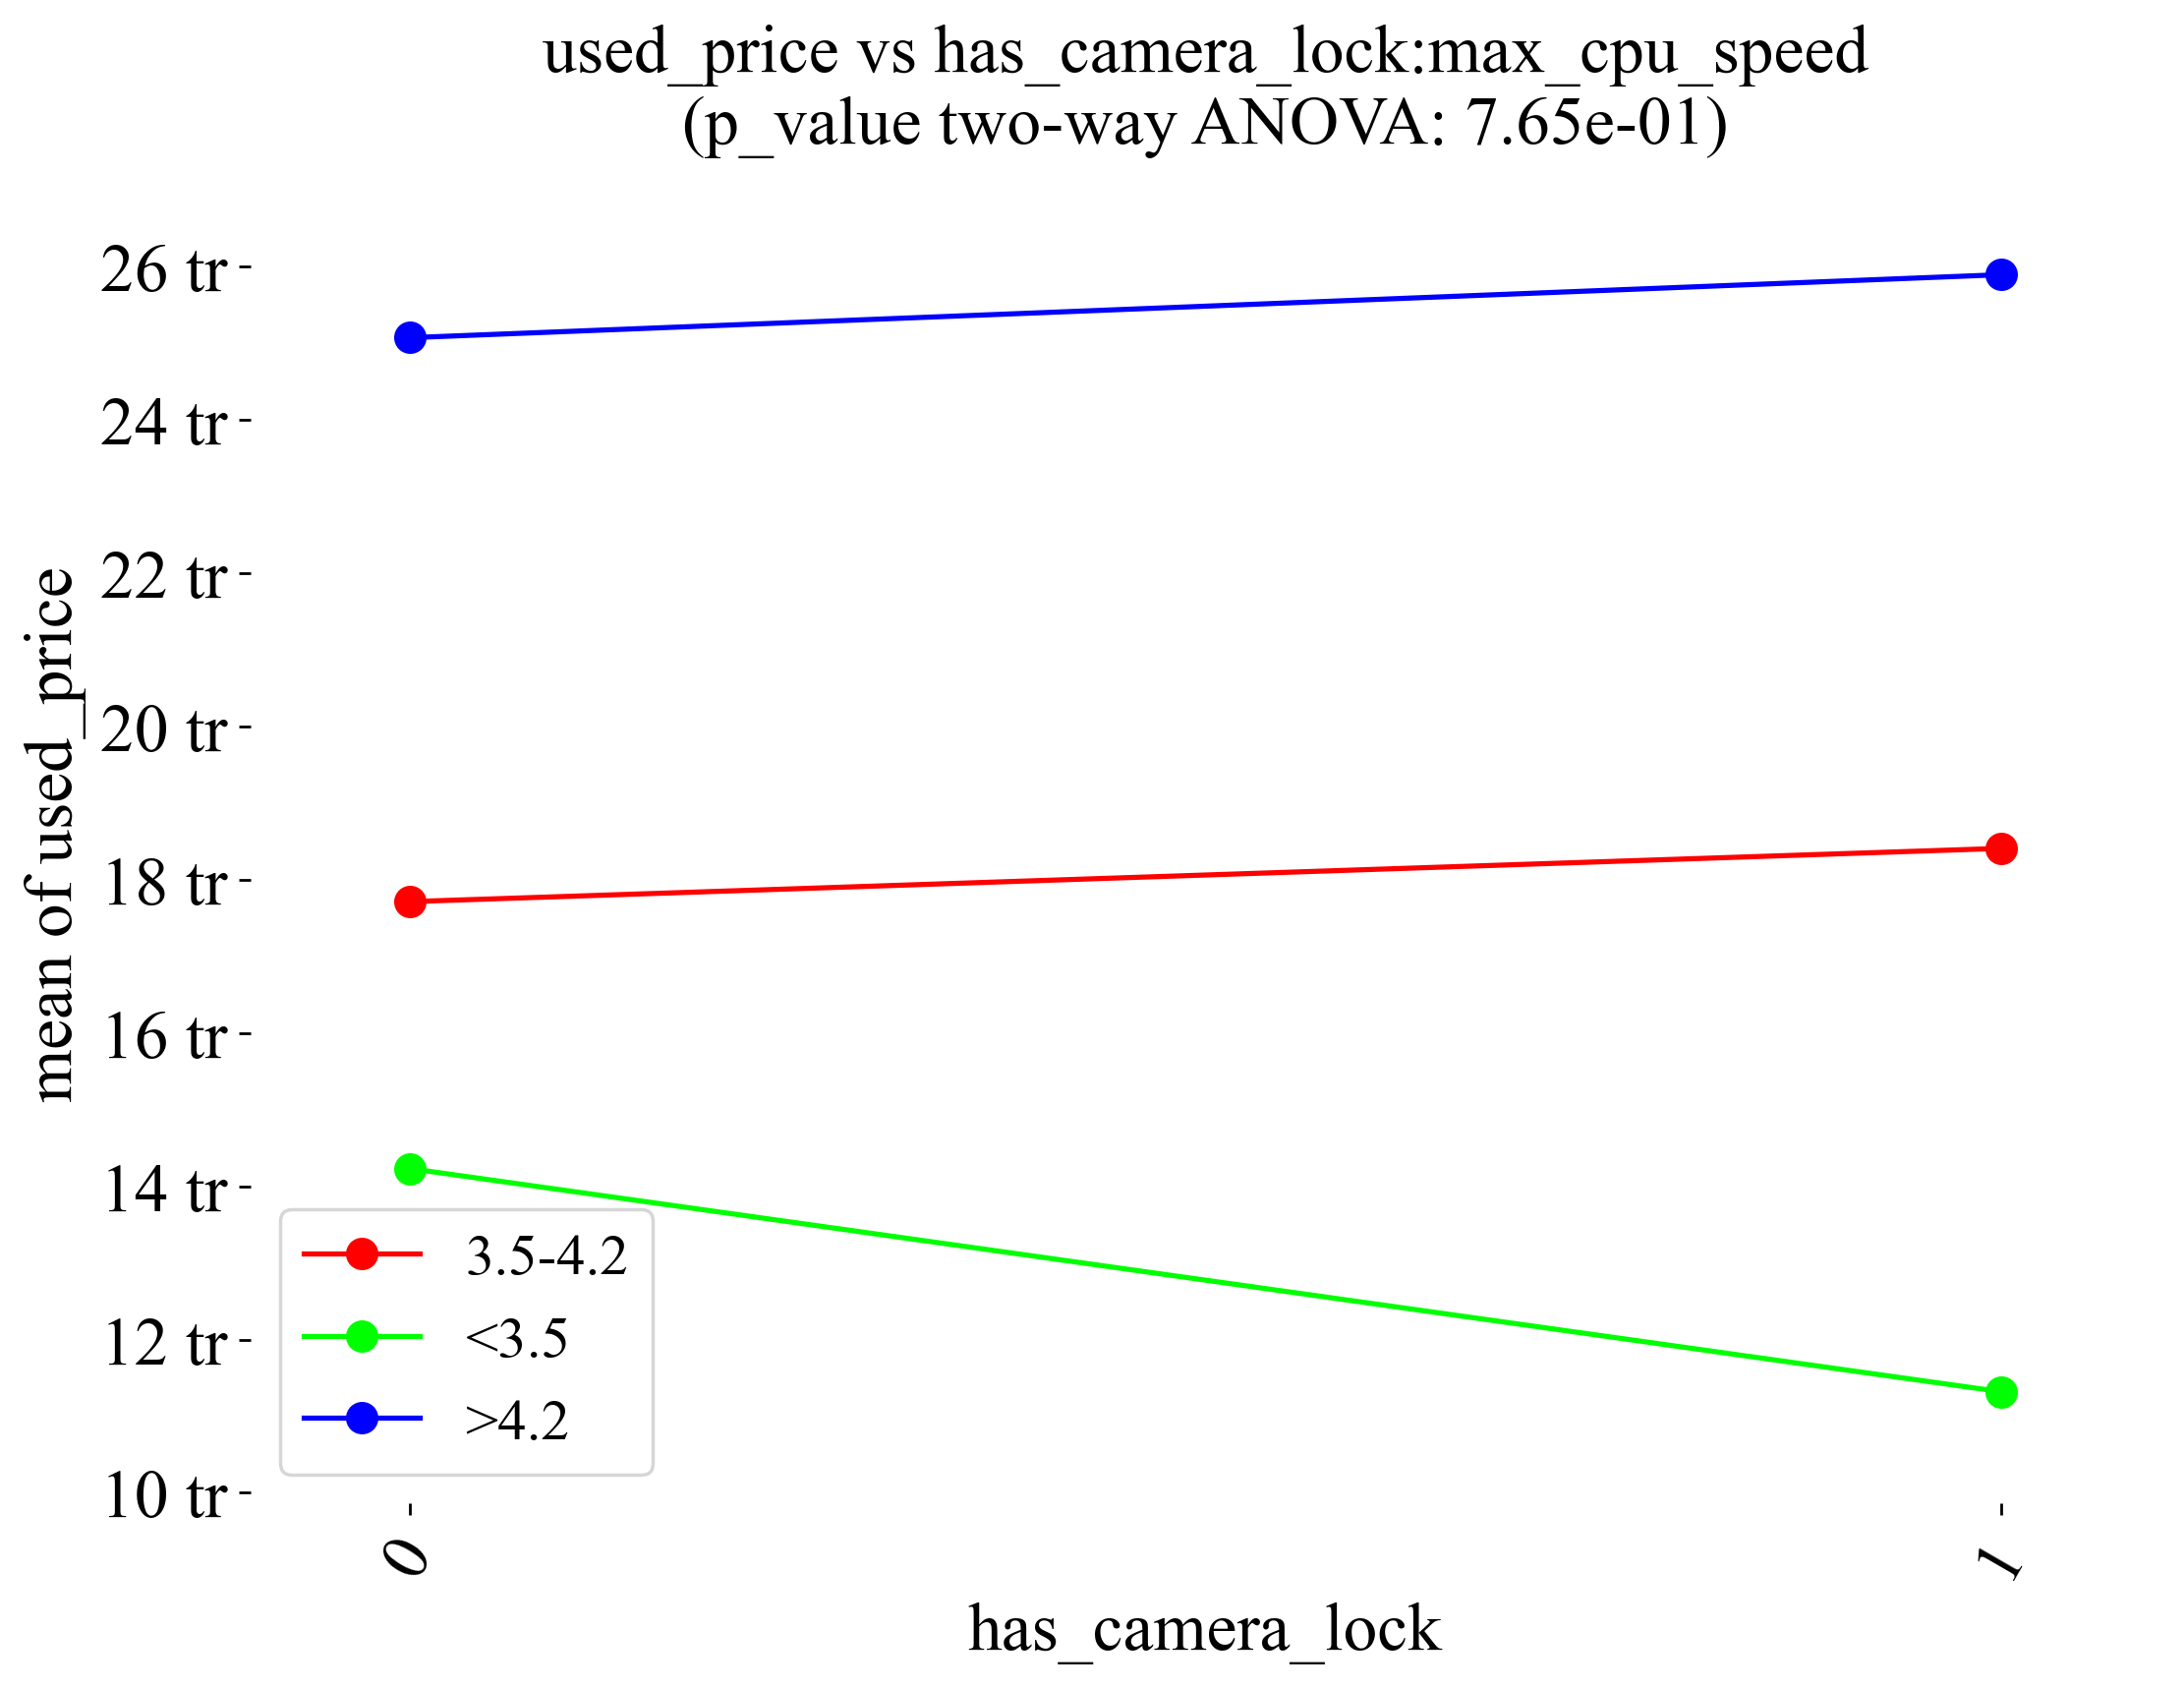 used_price vs has_camera_lock:max_cpu_speed
(p_value two-way ANOVA: 7.65e-01)
mean of used_price
26 tr
24 tr
22 tr
20 tr
18 tr
16 tr
14 tr
12 tr
10 tr
3.5-4.2
<3.5
>4.2
0
1
has_camera_lock